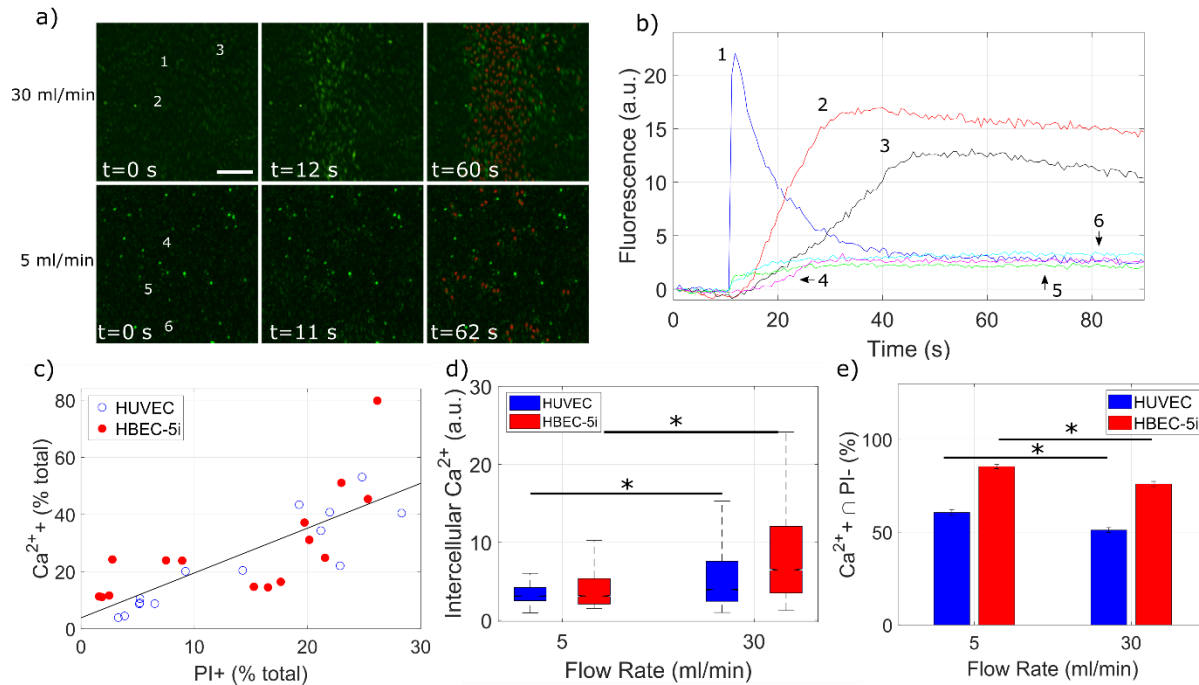 a)
30 ml/min
1
3
2
t=0 s
t=12 s
t=60 s
5 ml/min
4
5
6
t=0 s
t=11 s
t=62 s
b)
Fluorescence (a.u.)
20
15
10
5
0
1
2
3
4
5
6
0
20
40
60
80
Time (s)
c)
Ca2++ (% total)
80
60
40
20
0
HUVEC
HBEC-5i
0
10
20
30
PI+ (% total)
d)
Intercellular Ca2+ (a.u.)
30
20
10
0
HUVEC
HBEC-5i
*
*
5
30
Flow Rate (ml/min)
e)
Ca2++ ∩ PI- (%)
100
50
0
HUVEC
HBEC-5i
*
*
5
30
Flow Rate (ml/min)